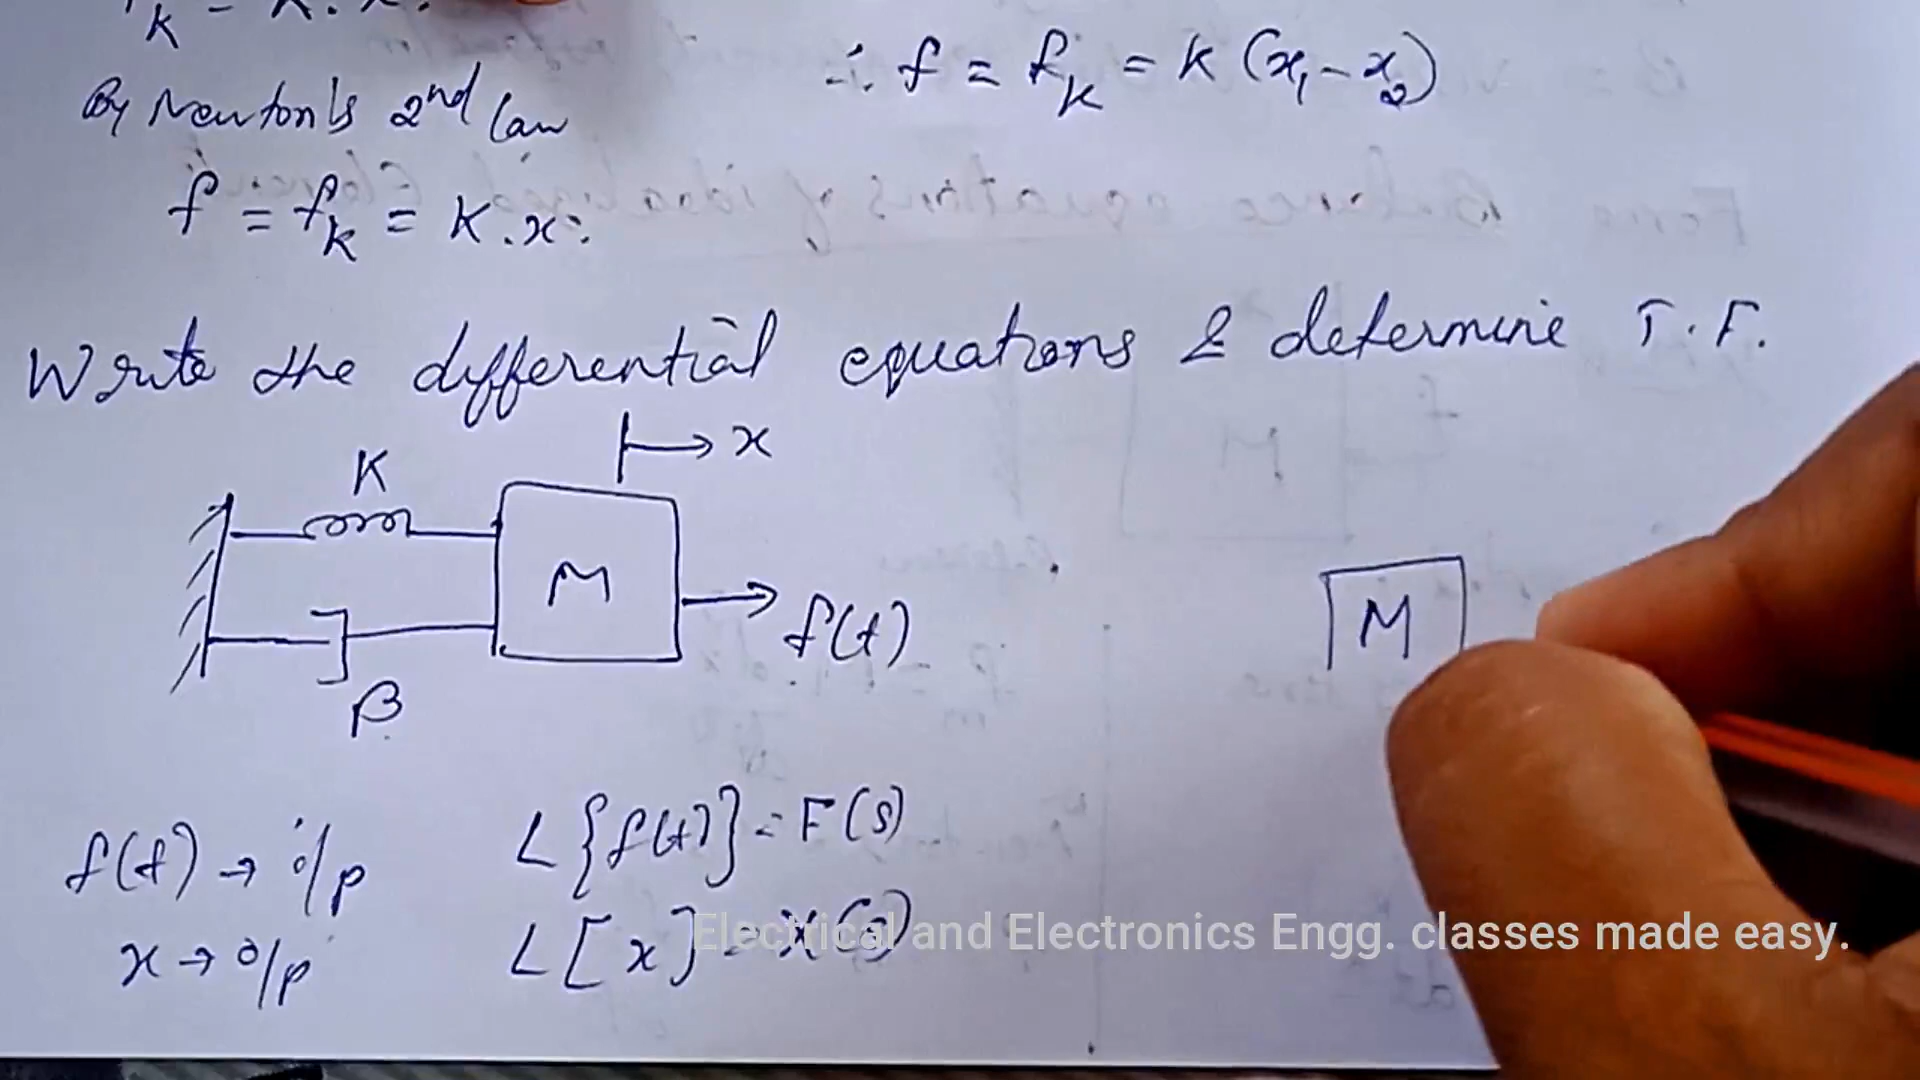 By Newton's 2nd law
f = fk = K.x.
∴ f = fk = K (x1 - x2)
Write the differential equations & determine T.F.
x
K
M
f(t)
B
M
f(t) → i/p
x → o/p
L{f(t)} = F(s)
L[x] = X(s)
Electrical and Electronics Engg. classes made easy.